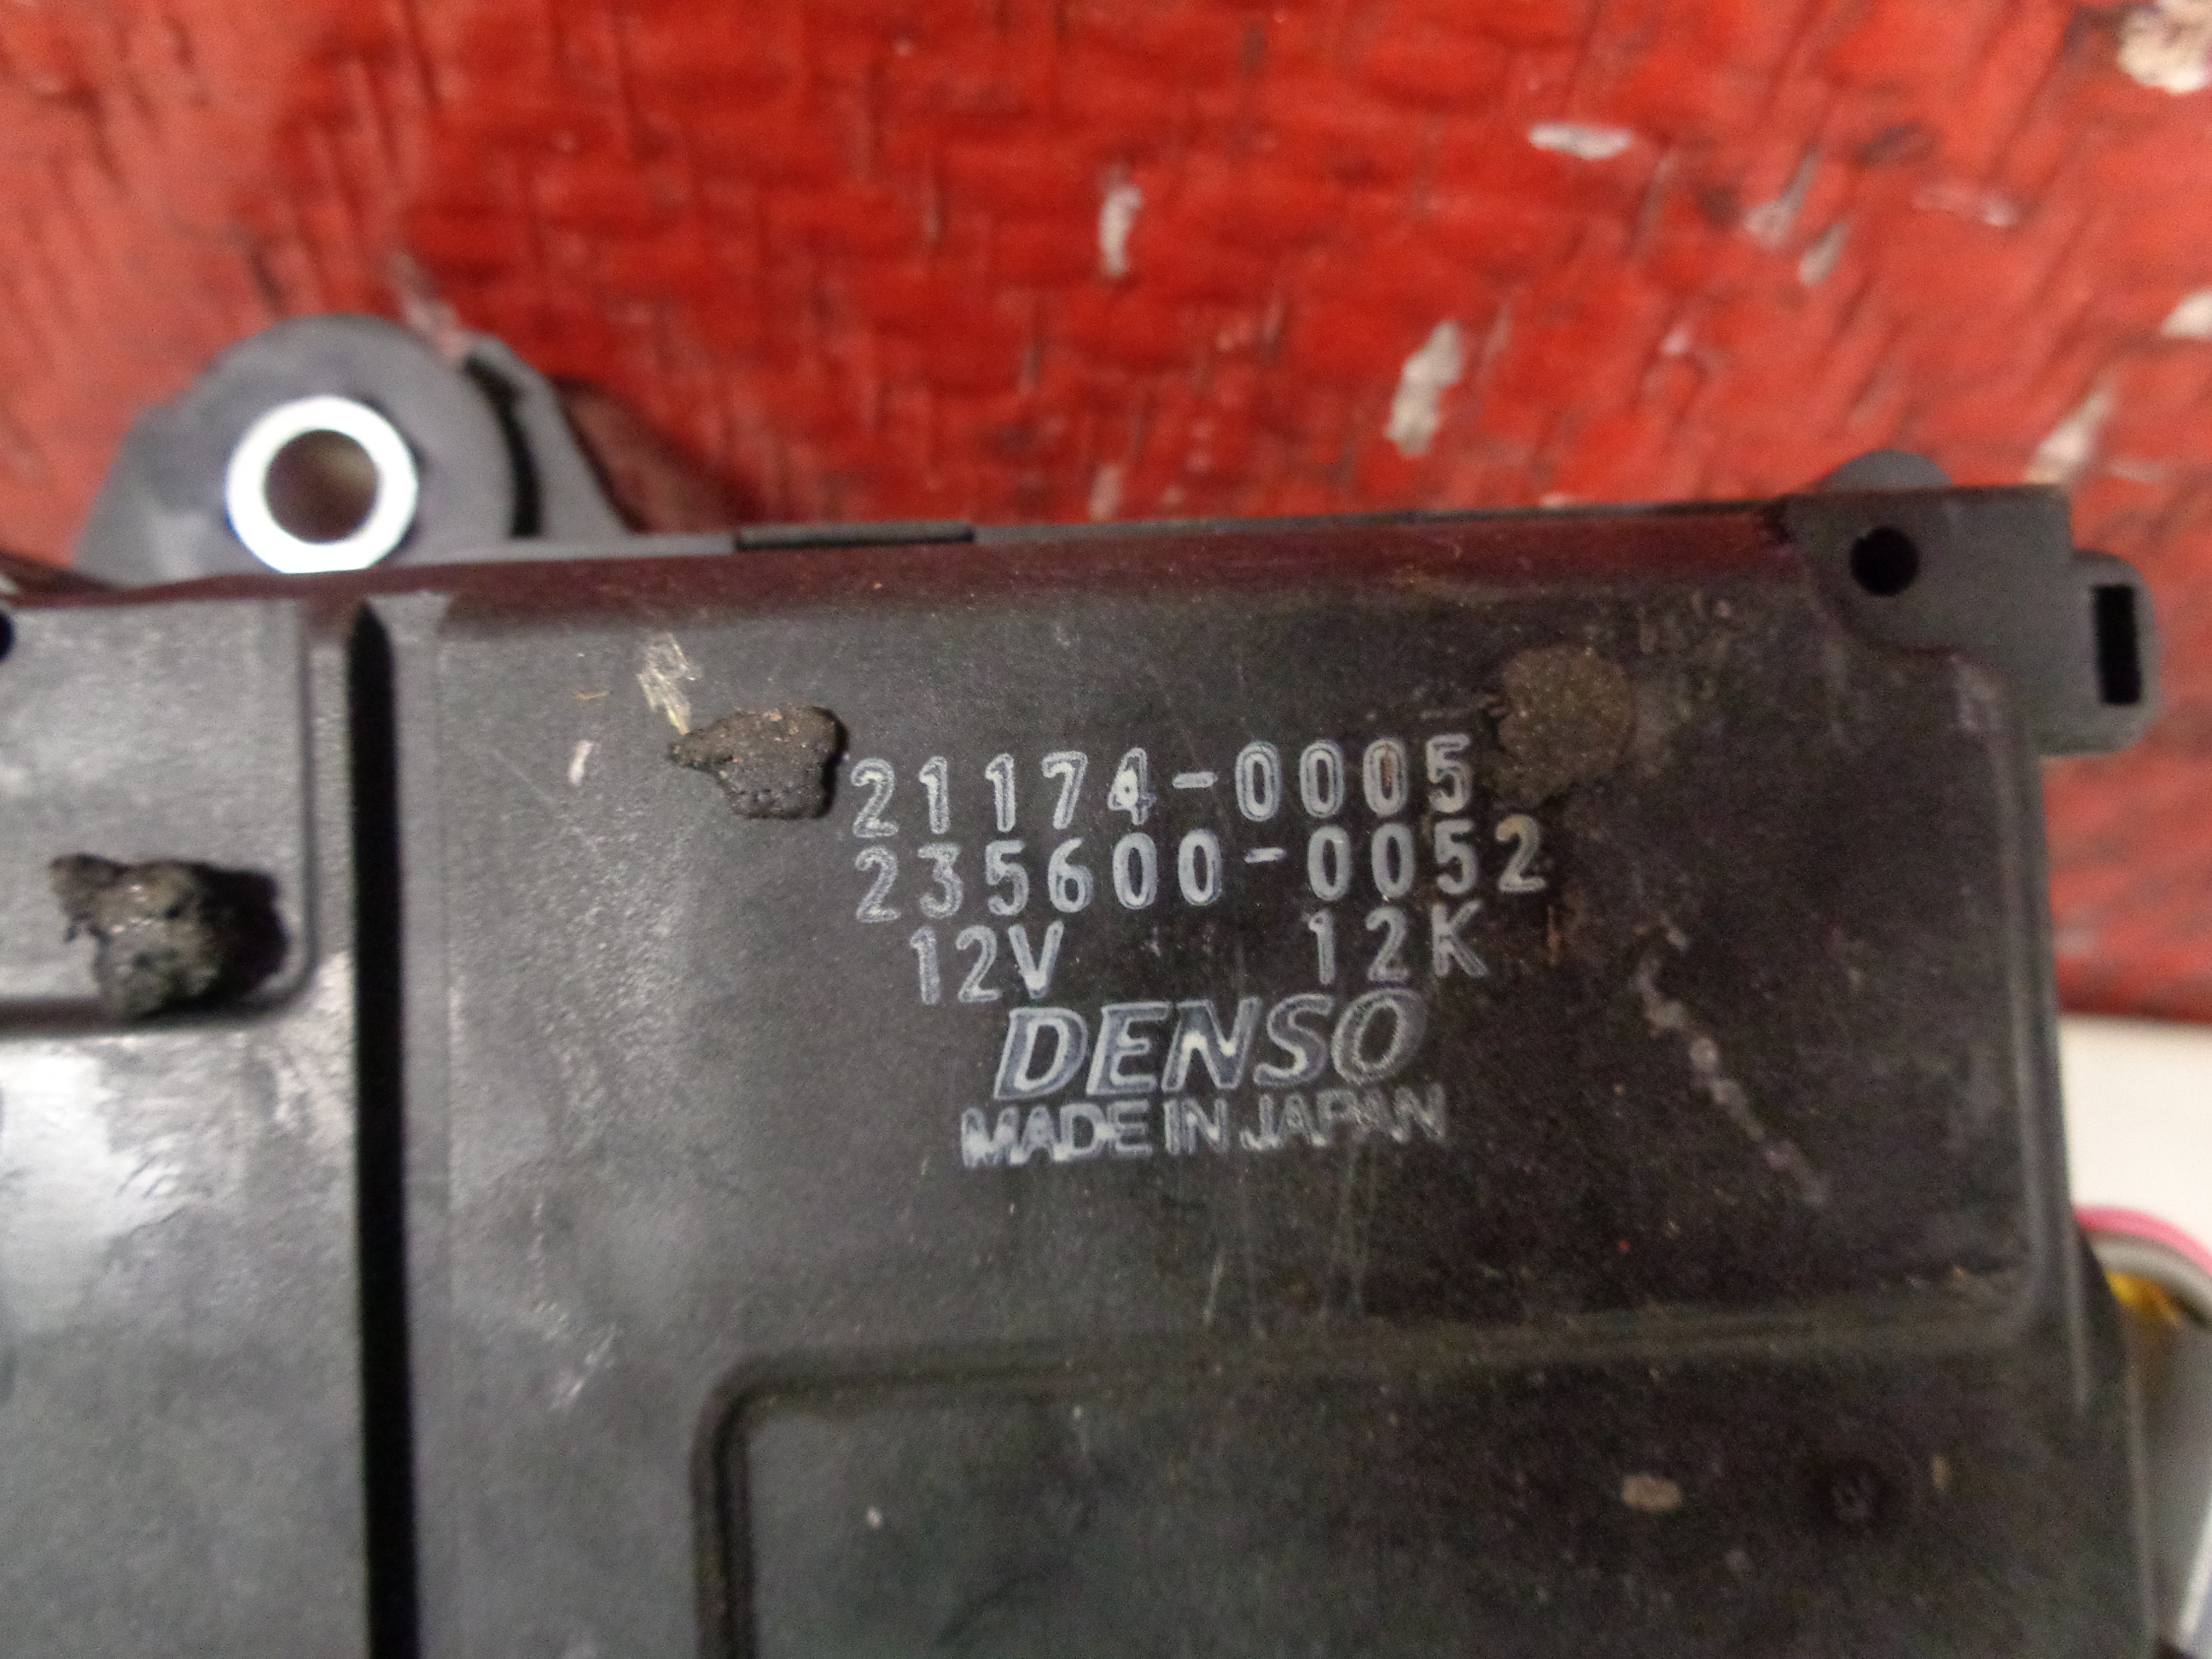 21174-0005
235600-0052
12V 12K
DENSO
MADE IN JAPAN